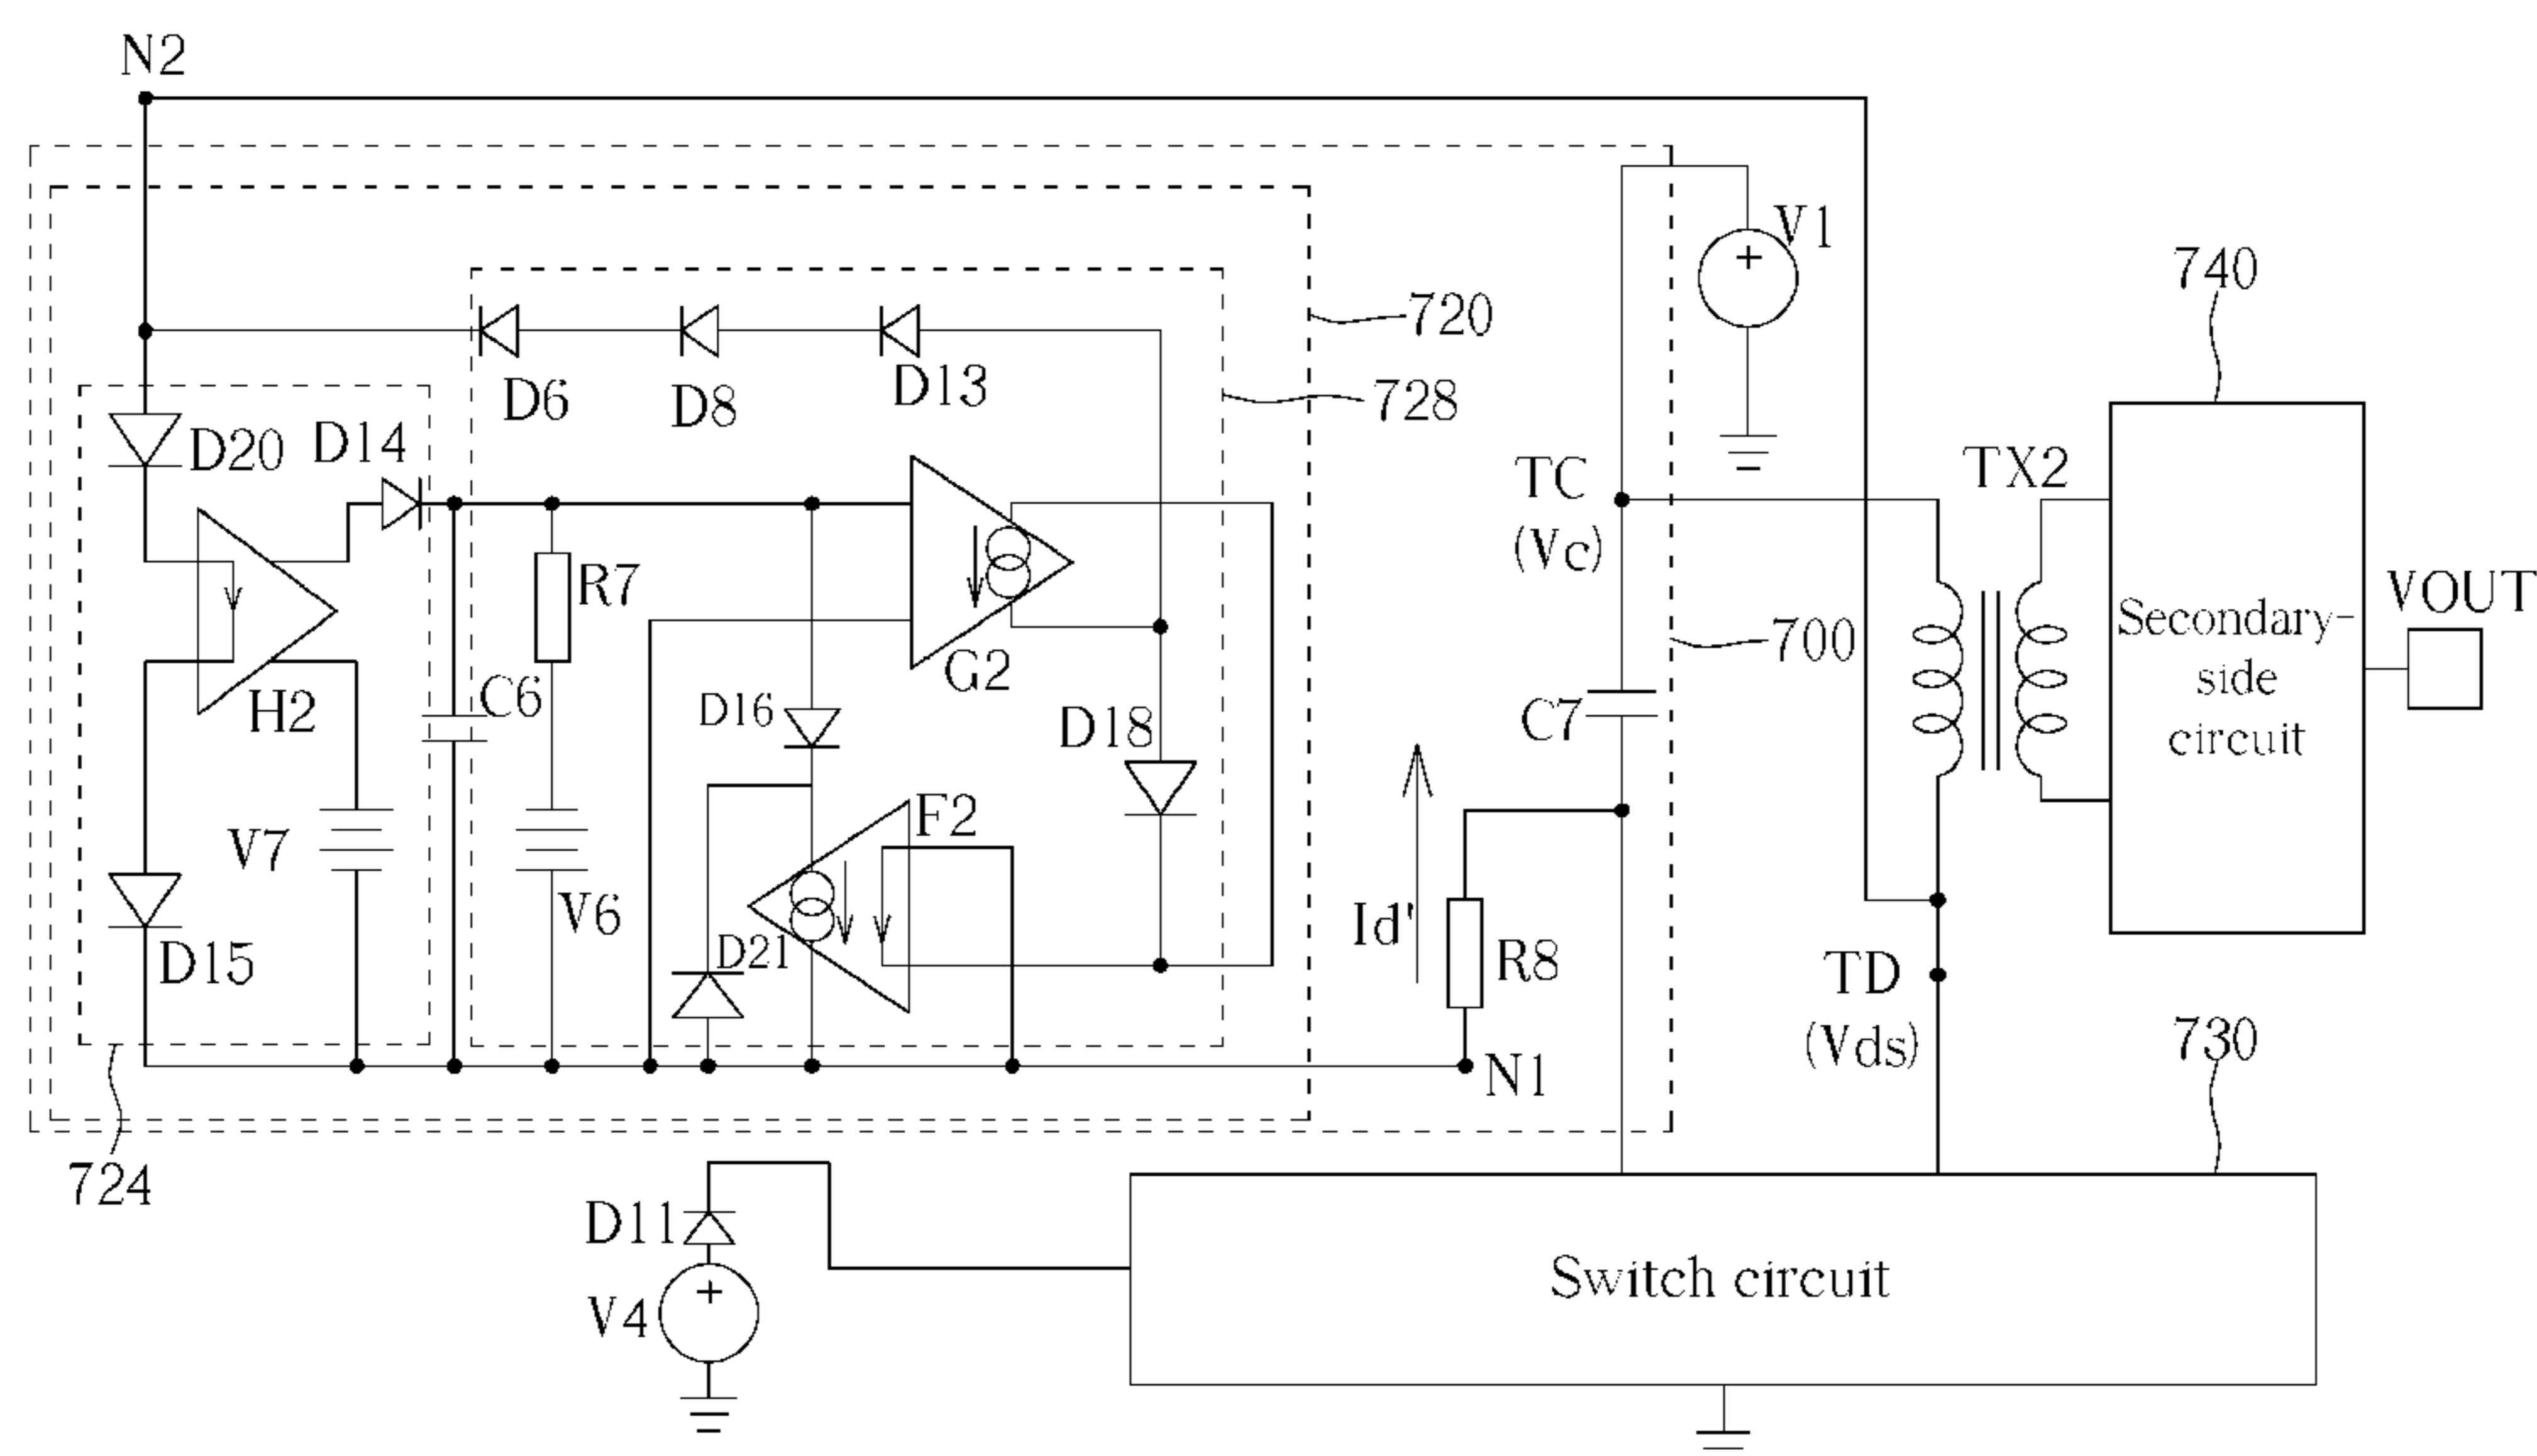 N2
V1
740
720
D6
D8
D13
728
D20
D14
TC
(Vc)
TX2
R7
G2
700
Secondary-
side
circuit
VOUT
H2
C6
D16
D18
C7
V7
F2
V6
Id'
D15
D21
R8
TD
(Vds)
N1
730
724
D11
V4
Switch circuit
+
+